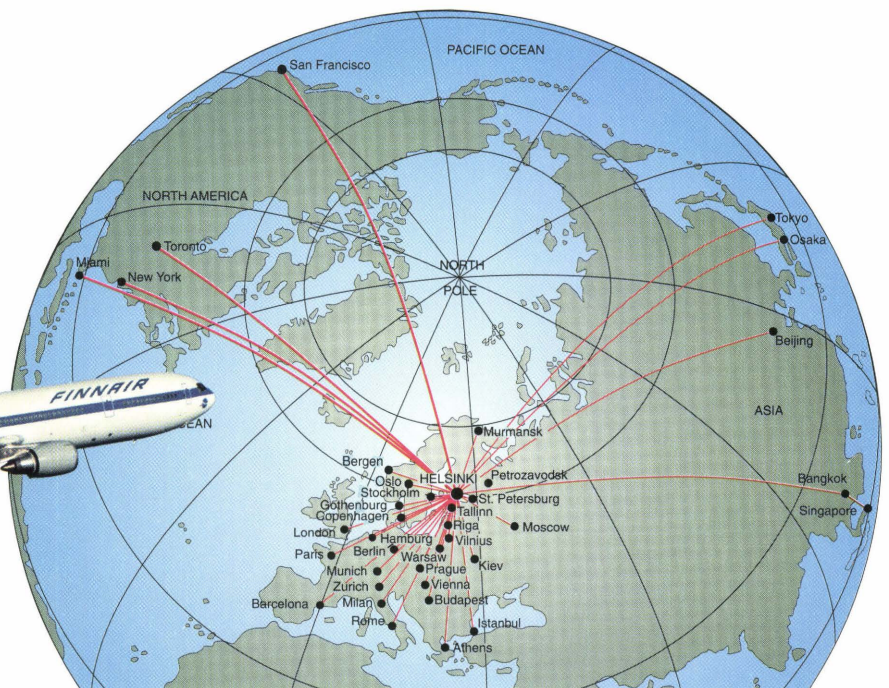 PACIFIC OCEAN
San Francisco
NORTH AMERICA
Toronto
Tokyo
Osaka
Miami
New York
NORTH
POLE
Beijing
FINNAIR
EAN
ASIA
Murmansk
Bergen
HELSINKI
Petrozavodsk
Oslo
Stockholm
St. Petersburg
Bangkok
Gothenburg
Tallinn
Singapore
Copenhagen
Riga
Moscow
London
Hamburg
Vilnius
Paris
Berlin
Warsaw
Kiev
Munich
Prague
Zurich
Vienna
Barcelona
Milan
Budapest
Rome
Istanbul
Athens